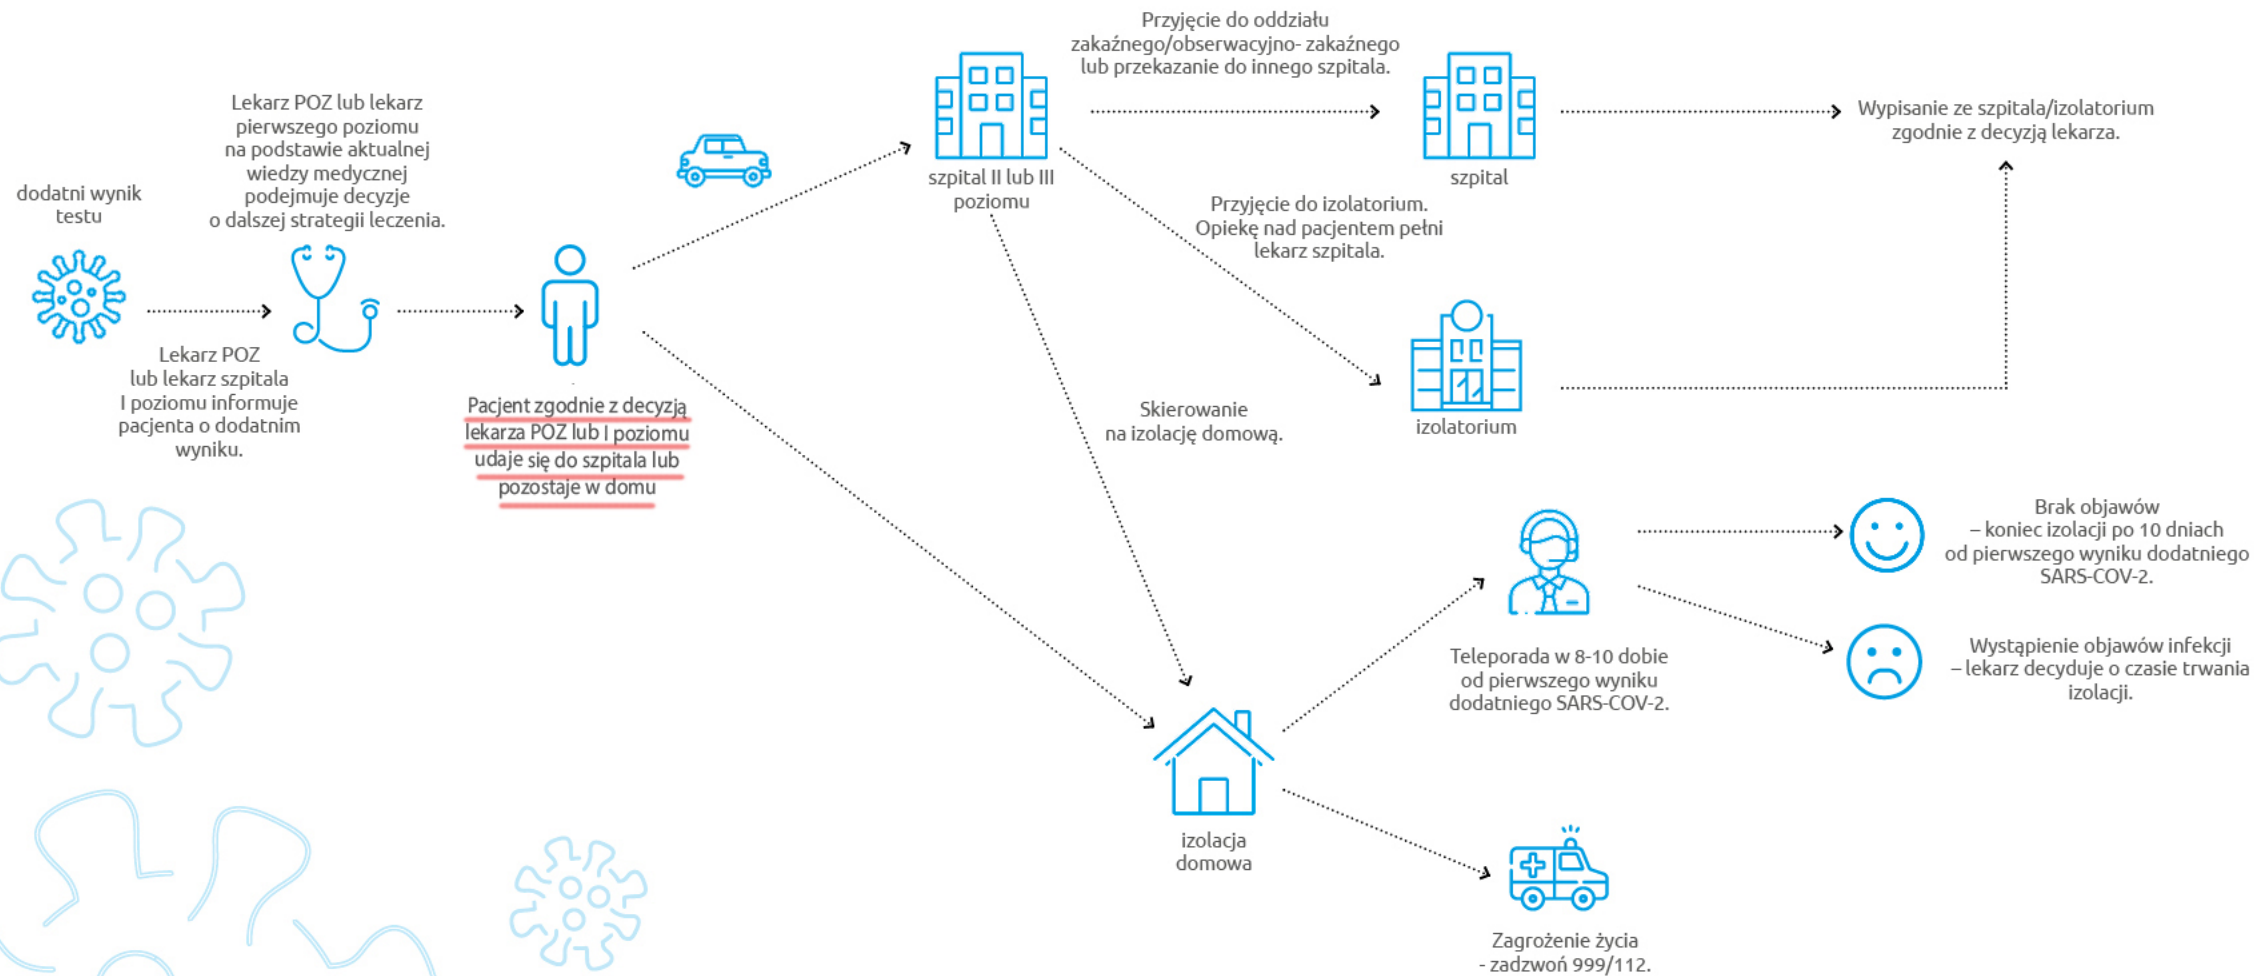 dodatni wynik
testu
Lekarz POZ lub lekarz
pierwszego poziomu
na podstawie aktualnej
wiedzy medycznej
podejmuje decyzje
o dalszej strategii leczenia.
Lekarz POZ
lub lekarz szpitala
I poziomu informuje
pacjenta o dodatnim
wyniku.
Pacjent zgodnie z decyzją
lekarza POZ lub I poziomu
udaje się do szpitala lub
pozostaje w domu
szpital II lub III
poziomu
Przyjęcie do oddziału
zakaźnego/obserwacyjno- zakaźnego
lub przekazanie do innego szpitala.
szpital
Wypisanie ze szpitala/izolatorium
zgodnie z decyzją lekarza.
Przyjęcie do izolatorium.
Opiekę nad pacjentem pełni
lekarz szpitala.
izolatorium
Skierowanie
na izolację domową.
izolacja
domowa
Teleporada w 8-10 dobie
od pierwszego wyniku
dodatniego SARS-COV-2.
Brak objawów
– koniec izolacji po 10 dniach
od pierwszego wyniku dodatniego
SARS-COV-2.
Wystąpienie objawów infekcji
– lekarz decyduje o czasie trwania
izolacji.
Zagrożenie życia
- zadzwoń 999/112.